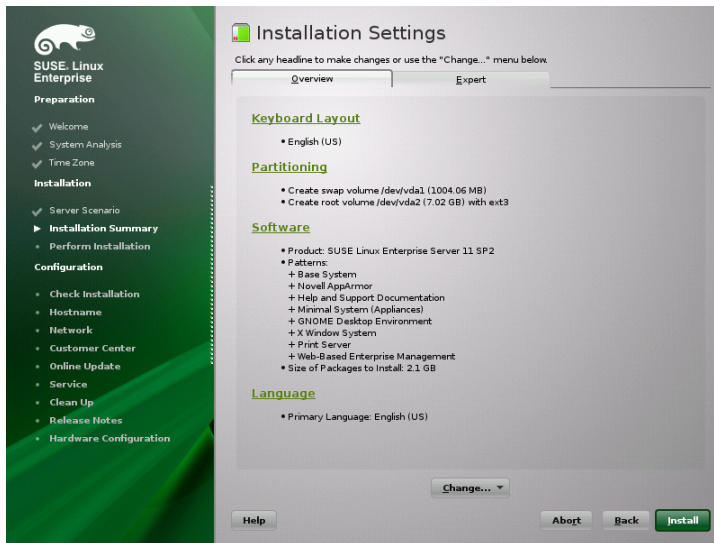 SUSE. Linux
Enterprise
Preparation
Welcome
System Analysis
Time Zone
Installation
Server Scenario
Installation Summary
Perform Installation
Configuration
Check Installation
Hostname
Network
Customer Center
Online Update
Service
Clean Up
Release Notes
Hardware Configuration
Installation Settings
Click any headline to make changes or use the "Change..." menu below.
Overview
Expert
Keyboard Layout
• English (US)
Partitioning
• Create swap volume /dev/vda1 (1004.06 MB)
• Create root volume /dev/vda2 (7.02 GB) with ext3
Software
• Product: SUSE Linux Enterprise Server 11 SP2
• Patterns:
+ Base System
+ Novell AppArmor
+ Help and Support Documentation
+ Minimal System (Appliances)
+ GNOME Desktop Environment
+ X Window System
+ Print Server
+ Web-Based Enterprise Management
• Size of Packages to Install: 2.1 GB
Language
• Primary Language: English (US)
Change...
Help
Abort
Back
Install